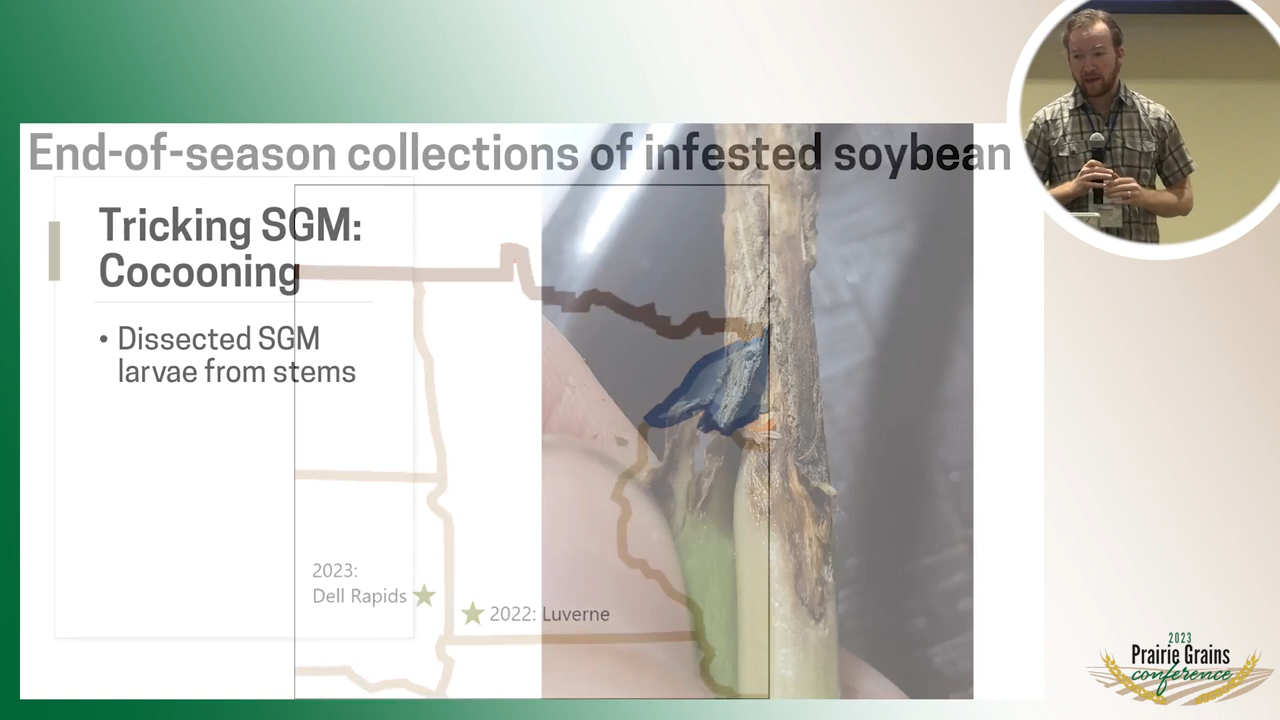 End-of-season collections of infested soybean
Tricking SGM:
Cocooning
• Dissected SGM
larvae from stems
2023:
Dell Rapids
2022: Luverne
2023
Prairie Grains
conference